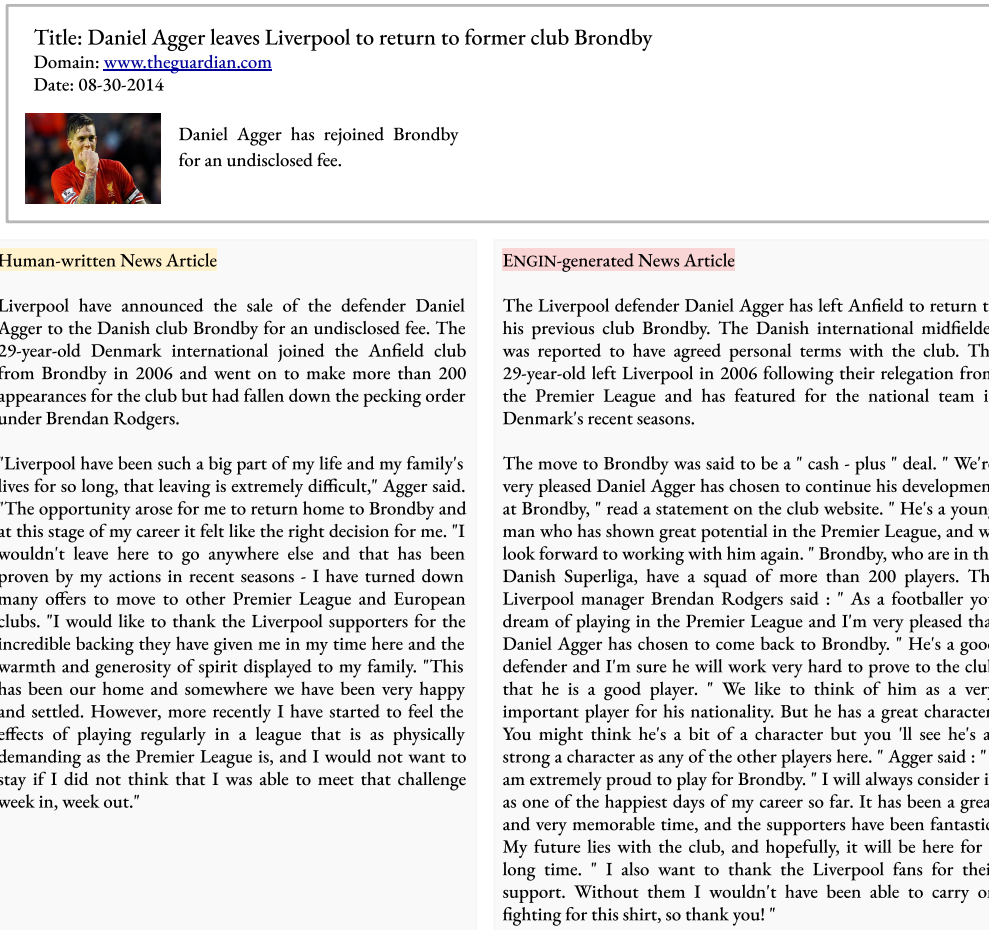 Title: Daniel Agger leaves Liverpool to return to former club Brondby
Domain: www.theguardian.com
Date: 08-30-2014
Daniel Agger has rejoined Brondby
for an undisclosed fee.
Human-written News Article
Liverpool have announced the sale of the defender Daniel
Agger to the Danish club Brondby for an undisclosed fee. The
29-year-old Denmark international joined the Anfield club
from Brondby in 2006 and went on to make more than 200
appearances for the club but had fallen down the pecking order
under Brendan Rodgers.
"Liverpool have been such a big part of my life and my family's
lives for so long, that leaving is extremely difficult," Agger said.
"The opportunity arose for me to return home to Brondby and
at this stage of my career it felt like the right decision for me. "I
wouldn't leave here to go anywhere else and that has been
proven by my actions in recent seasons - I have turned down
many offers to move to other Premier League and European
clubs. "I would like to thank the Liverpool supporters for the
incredible backing they have given me in my time here and the
warmth and generosity of spirit displayed to my family. "This
has been our home and somewhere we have been very happy
and settled. However, more recently I have started to feel the
effects of playing regularly in a league that is as physically
demanding as the Premier League is, and I would not want to
stay if I did not think that I was able to meet that challenge
week in, week out."
ENGIN-generated News Article
The Liverpool defender Daniel Agger has left Anfield to return t
his previous club Brondby. The Danish international midfielde
was reported to have agreed personal terms with the club. Th
29-year-old left Liverpool in 2006 following their relegation from
the Premier League and has featured for the national team i
Denmark's recent seasons.
The move to Brondby was said to be a " cash - plus " deal. " We're
very pleased Daniel Agger has chosen to continue his developmen
at Brondby, " read a statement on the club website. " He's a young
man who has shown great potential in the Premier League, and w
look forward to working with him again. " Brondby, who are in th
Danish Superliga, have a squad of more than 200 players. Th
Liverpool manager Brendan Rodgers said : " As a footballer you
dream of playing in the Premier League and I'm very pleased tha
Daniel Agger has chosen to come back to Brondby. " He's a good
defender and I'm sure he will work very hard to prove to the club
that he is a good player. " We like to think of him as a very
important player for his nationality. But he has a great character
You might think he's a bit of a character but you 'll see he's a
strong a character as any of the other players here. " Agger said : "
am extremely proud to play for Brondby. " I will always consider i
as one of the happiest days of my career so far. It has been a grea
and very memorable time, and the supporters have been fantastic
My future lies with the club, and hopefully, it will be here for
long time. " I also want to thank the Liverpool fans for thei
support. Without them I wouldn't have been able to carry on
fighting for this shirt, so thank you! "